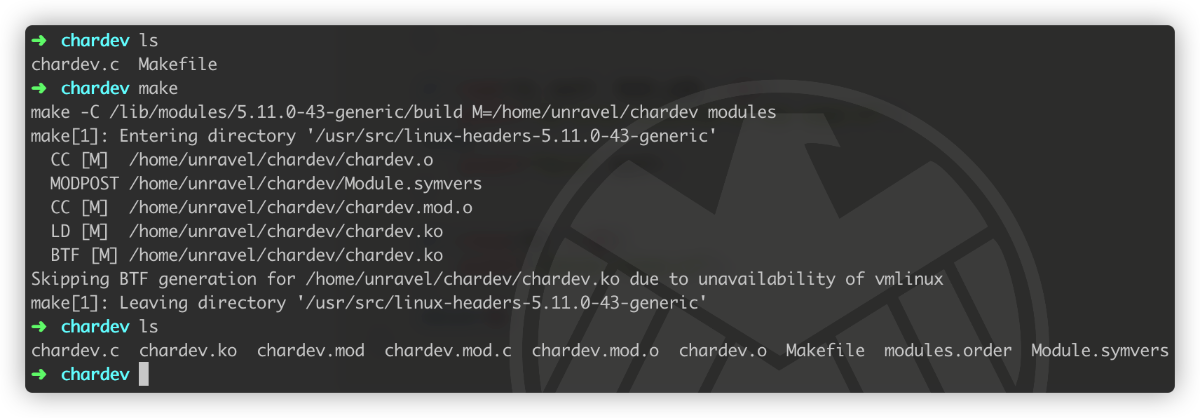 ➜ chardev ls
chardev.c  Makefile
➜ chardev make
make -C /lib/modules/5.11.0-43-generic/build M=/home/unravel/chardev modules
make[1]: Entering directory '/usr/src/linux-headers-5.11.0-43-generic'
  CC [M]  /home/unravel/chardev/chardev.o
  MODPOST /home/unravel/chardev/Module.symvers
  CC [M]  /home/unravel/chardev/chardev.mod.o
  LD [M]  /home/unravel/chardev/chardev.ko
  BTF [M] /home/unravel/chardev/chardev.ko
Skipping BTF generation for /home/unravel/chardev/chardev.ko due to unavailability of vmlinux
make[1]: Leaving directory '/usr/src/linux-headers-5.11.0-43-generic'
➜ chardev ls
chardev.c  chardev.ko  chardev.mod  chardev.mod.c  chardev.mod.o  chardev.o  Makefile  modules.order  Module.symvers
➜ chardev